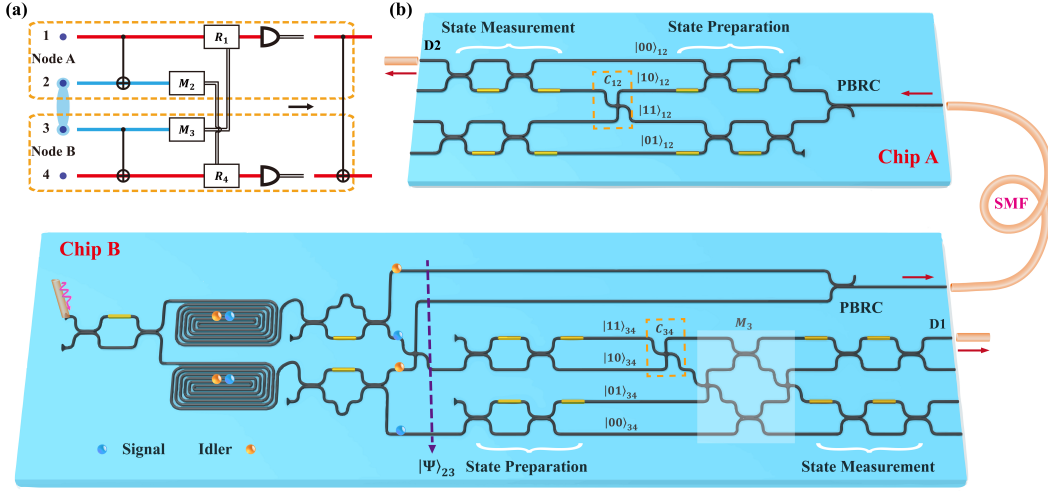 (a)
1
Node A
2
3
Node B
4
R₁
M₂
M₃
R₄
(b)
State Measurement
State Preparation
D2
|00⟩₁₂
C₁₂
|10⟩₁₂
|11⟩₁₂
|01⟩₁₂
PBRC
Chip A
SMF
Chip B
PBRC
D1
|11⟩₃₄
C₃₄
M₃
|10⟩₃₄
|01⟩₃₄
|00⟩₃₄
Signal
Idler
|Ψ⟩₂₃
State Preparation
State Measurement